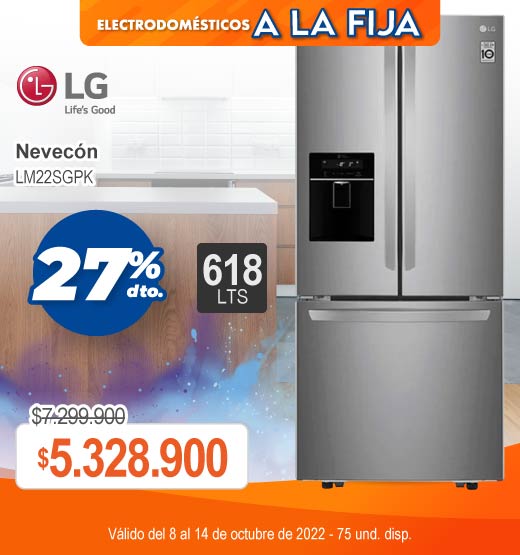 ELECTRODOMÉSTICOS A LA FIJA
LG
LG
Life's Good
Nevecón
LM22SGPK
27% dto.
618
LTS
$7.299.900
$5.328.900
Válido del 8 al 14 de octubre de 2022 - 75 und. disp.